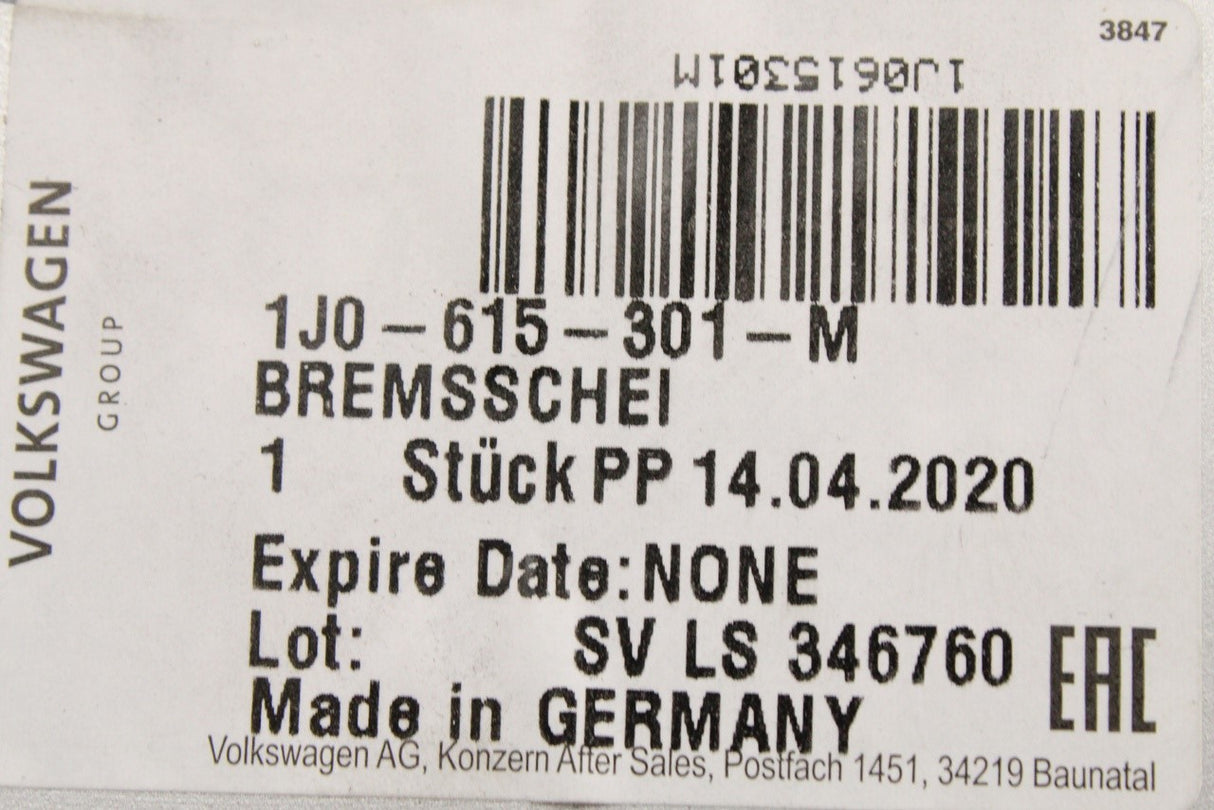 3847
1J0615301M
VOLKSWAGEN
GROUP
1J0-615-301-M
BREMSSCHEI
1 Stück PP 14.04.2020
Expire Date:NONE
Lot: SV LS 346760
EAC
Made in GERMANY
Volkswagen AG, Konzern After Sales, Postfach 1451, 34219 Baunatal